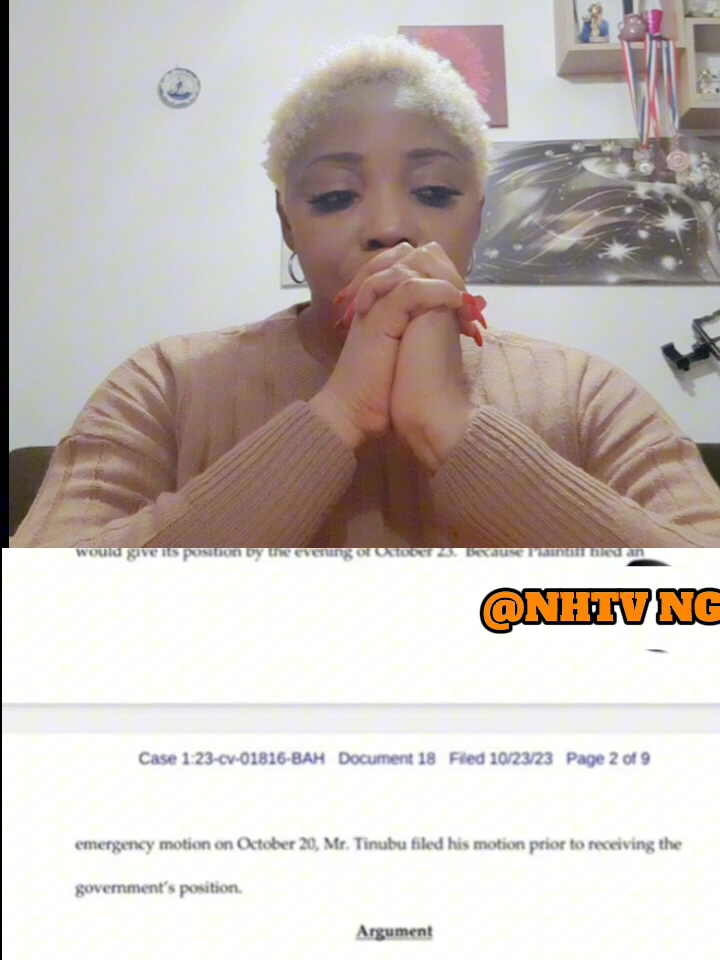 would give its position by the evening of October 23. Because Plaintiff filed an
@NHTV NG
Case 1:23-cv-01816-BAH Document 18 Filed 10/23/23 Page 2 of 9
emergency motion on October 20, Mr. Tinubu filed his motion prior to receiving the
government's position.
Argument